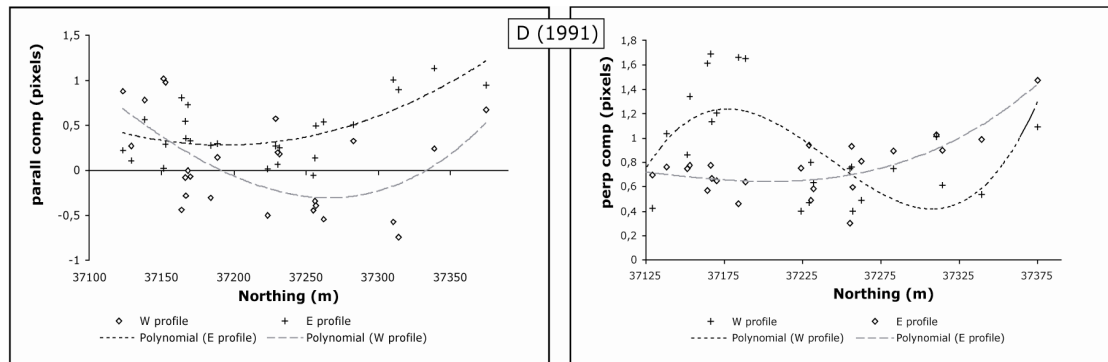 D (1991)
parall comp (pixels)
1,5
1
0,5
0
-0,5
-1
37100
37150
37200
37250
37300
37350
Northing (m)
W profile
E profile
Polynomial (E profile)
Polynomial (W profile)
perp comp (pixels)
1,8
1,6
1,4
1,2
1
0,8
0,6
0,4
0,2
0
37125
37175
37225
37275
37325
37375
Northing (m)
W profile
E profile
Polynomial (W profile)
Polynomial (E profile)